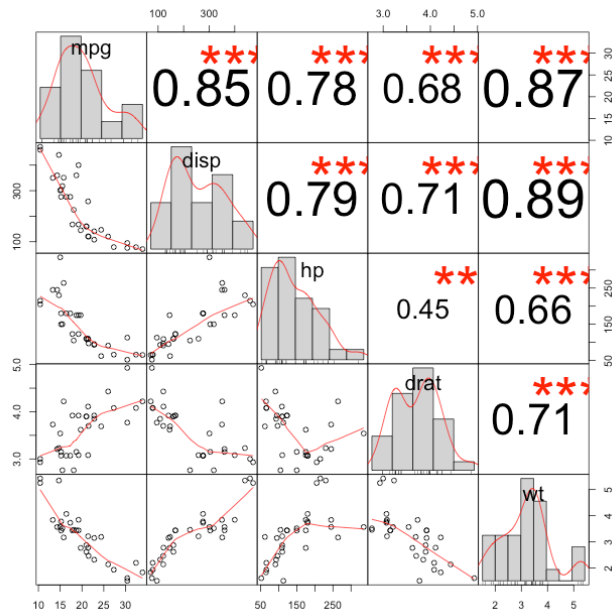 100 300 3.0 4.0 5.0
mpg 0.85 *** 0.78 *** 0.68 *** 0.87 *** 10 15 20 25 30
100 300 disp 0.79 *** 0.71 *** 0.89 ***
hp 0.45 ** 0.66 *** 50 150 250
3.0 4.0 5.0 drat 0.71 ***
wt 2 3 4 5
10 15 20 25 30 50 150 250 2 3 4 5